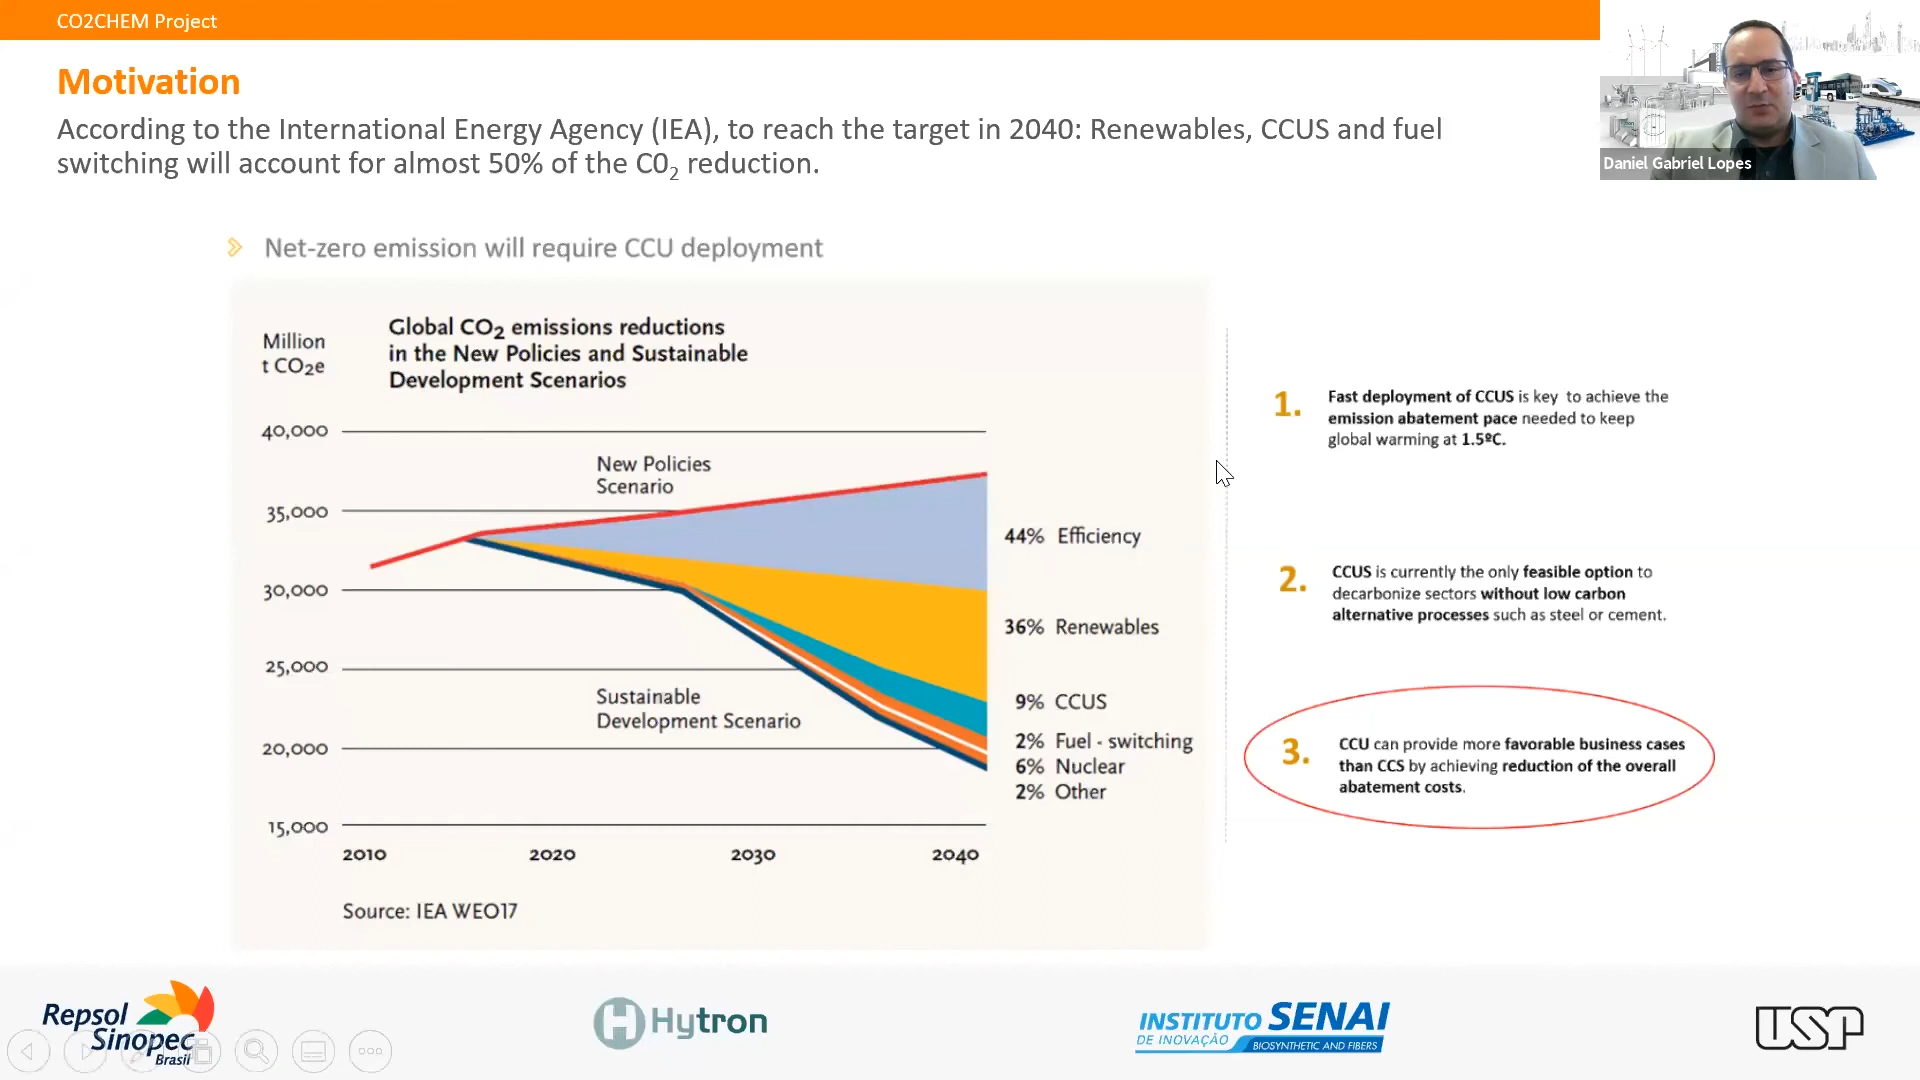 CO2CHEM Project
Motivation
According to the International Energy Agency (IEA), to reach the target in 2040: Renewables, CCUS and fuel
switching will account for almost 50% of the C0₂ reduction.
Daniel Gabriel Lopes
Net-zero emission will require CCU deployment
Million
t CO₂e
Global CO₂ emissions reductions
in the New Policies and Sustainable
Development Scenarios
40,000
35,000
30,000
25,000
20,000
15,000
New Policies
Scenario
Sustainable
Development Scenario
44% Efficiency
36% Renewables
9% CCUS
2% Fuel - switching
6% Nuclear
2% Other
2010 2020 2030 2040
Source: IEA WEO17
1. Fast deployment of CCUS is key to achieve the
emission abatement pace needed to keep
global warming at 1.5ºC.
2. CCUS is currently the only feasible option to
decarbonize sectors without low carbon
alternative processes such as steel or cement.
3. CCU can provide more favorable business cases
than CCS by achieving reduction of the overall
abatement costs.
Repsol
Sinopec
Brasil
Hytron
INSTITUTO SENAI
DE INOVAÇÃO BIOSYNTHETIC AND FIBERS
USP